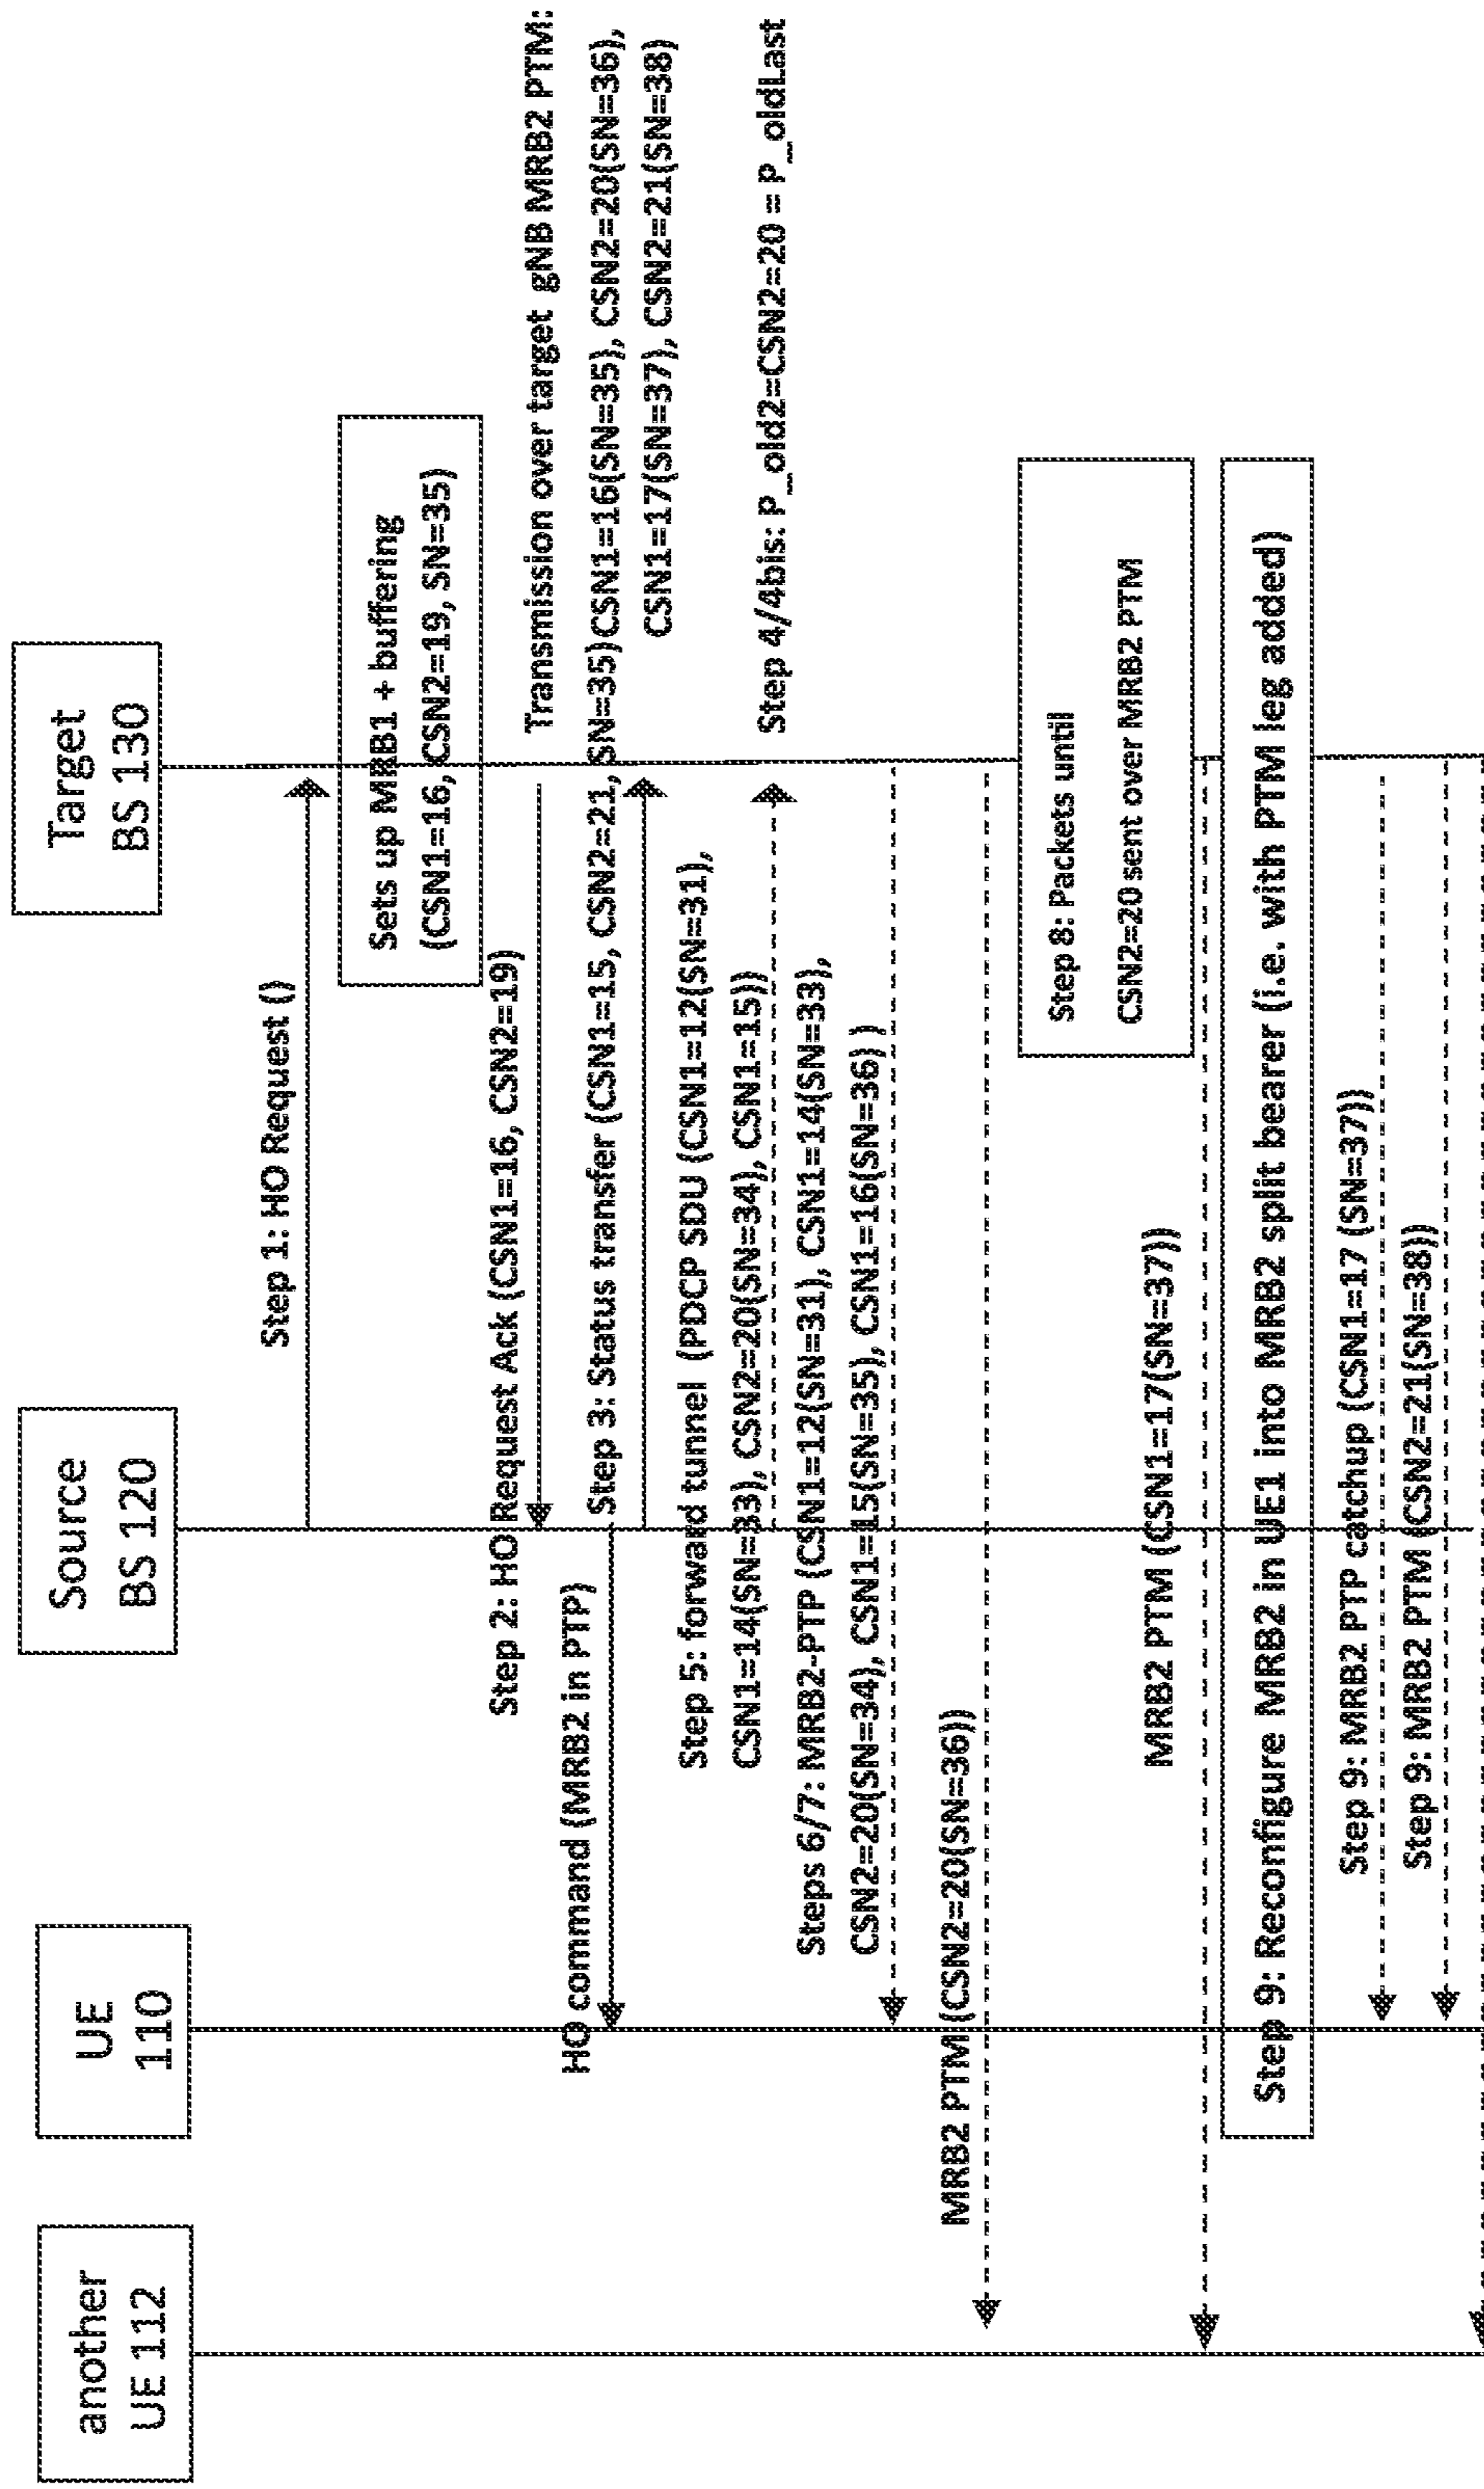 another
UE 112
UE
110
Source
BS 120
Target
BS 130
Step 1: HO Request ()
Sets up MRB1 + buffering
(CSN1=16, CSN2=19, SN=35)
Step 2: HO Request Ack (CSN1=16, CSN2=19)
Transmission over target gNB MRB2 PTM:
CSN1=16(SN=35), CSN2=20(SN=36),
CSN1=17(SN=37), CSN2=21(SN=38)
HO command (MRB2 in PTP)
Step 3: Status transfer (CSN1=15, CSN2=21, SN=35)
Step 5: forward tunnel (PDCP SDU (CSN1=12(SN=31),
CSN1=14(SN=33), CSN2=20(SN=34), CSN1=15))
Step 4/4bis: P_old2=CSN2=20 = P_oldLast
Steps 6/7: MRB2-PTP (CSN1=12(SN=31), CSN1=14(SN=33),
CSN2=20(SN=34), CSN1=15(SN=35), CSN1=16(SN=36) )
MRB2 PTM (CSN2=20(SN=36))
Step 8: Packets until
CSN2=20 sent over MRB2 PTM
MRB2 PTM (CSN1=17(SN=37))
Step 9: Reconfigure MRB2 in UE1 into MRB2 split bearer (i.e. with PTM leg added)
Step 9: MRB2 PTP catchup (CSN1=17 (SN=37))
Step 9: MRB2 PTM (CSN2=21(SN=38))